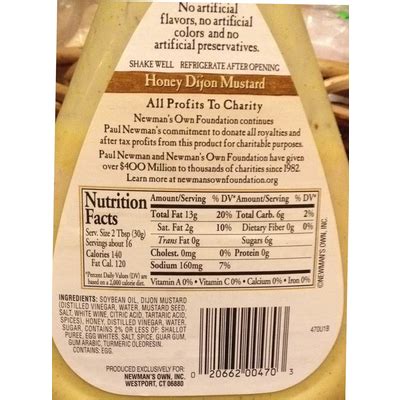 No artificial
flavors, no artificial
colors and no
artificial preservatives.
SHAKE WELL REFRIGERATE AFTER OPENING
Honey Dijon Mustard
All Profits To Charity
Newman's Own Foundation continues
Paul Newman's commitment to donate all royalties and
after tax profits from this product for charitable purposes.
Paul Newman and Newman's Own Foundation have given
over $400 Million to thousands of charities since 1982.
Learn more at newmansownfoundation.org
Nutrition
Facts
Serv. Size 2 Tbsp (30g)
Servings about 16
Calories 140
Fat Cal. 120
*Percent Daily Values (DV) are
based on a 2,000 calorie diet.
Amount/Serving % DV* Amount/Serving % DV*
Total Fat 13g 20% Total Carb. 6g 2%
Sat. Fat 2g 10% Dietary Fiber 0g 0%
Trans Fat 0g Sugars 6g
Cholest. 0mg 0% Protein 0g
Sodium 160mg 7%
Vitamin A 0% • Vitamin C 0% • Calcium 0% • Iron 0%
©NEWMAN'S OWN, INC.
INGREDIENTS: SOYBEAN OIL, DIJON MUSTARD
(DISTILLED VINEGAR, WATER, MUSTARD SEED,
SALT, WHITE WINE, CITRIC ACID, TARTARIC ACID,
SPICES), HONEY, DISTILLED VINEGAR, WATER,
SUGAR, CONTAINS 2% OR LESS OF: SHALLOT
PUREE, EGG WHITES, SALT, SPICE, GUAR GUM,
GUM ARABIC, TURMERIC OLEORESIN.
CONTAINS: EGG.
PRODUCED EXCLUSIVELY FOR:
NEWMAN'S OWN, INC.
WESTPORT, CT 06880
470U1B
0 20662 00470 3